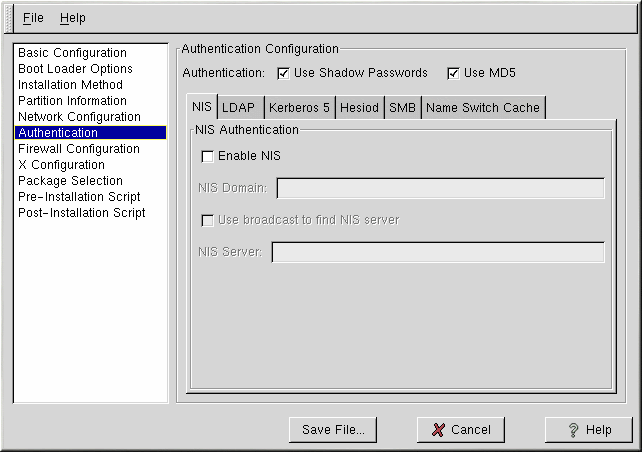 File Help
Basic Configuration
Boot Loader Options
Installation Method
Partition Information
Network Configuration
Authentication
Firewall Configuration
X Configuration
Package Selection
Pre-Installation Script
Post-Installation Script
Authentication Configuration
Authentication: Use Shadow Passwords Use MD5
NIS LDAP Kerberos 5 Hesiod SMB Name Switch Cache
NIS Authentication
Enable NIS
NIS Domain:
Use broadcast to find NIS server
NIS Server:
Save File... Cancel Help